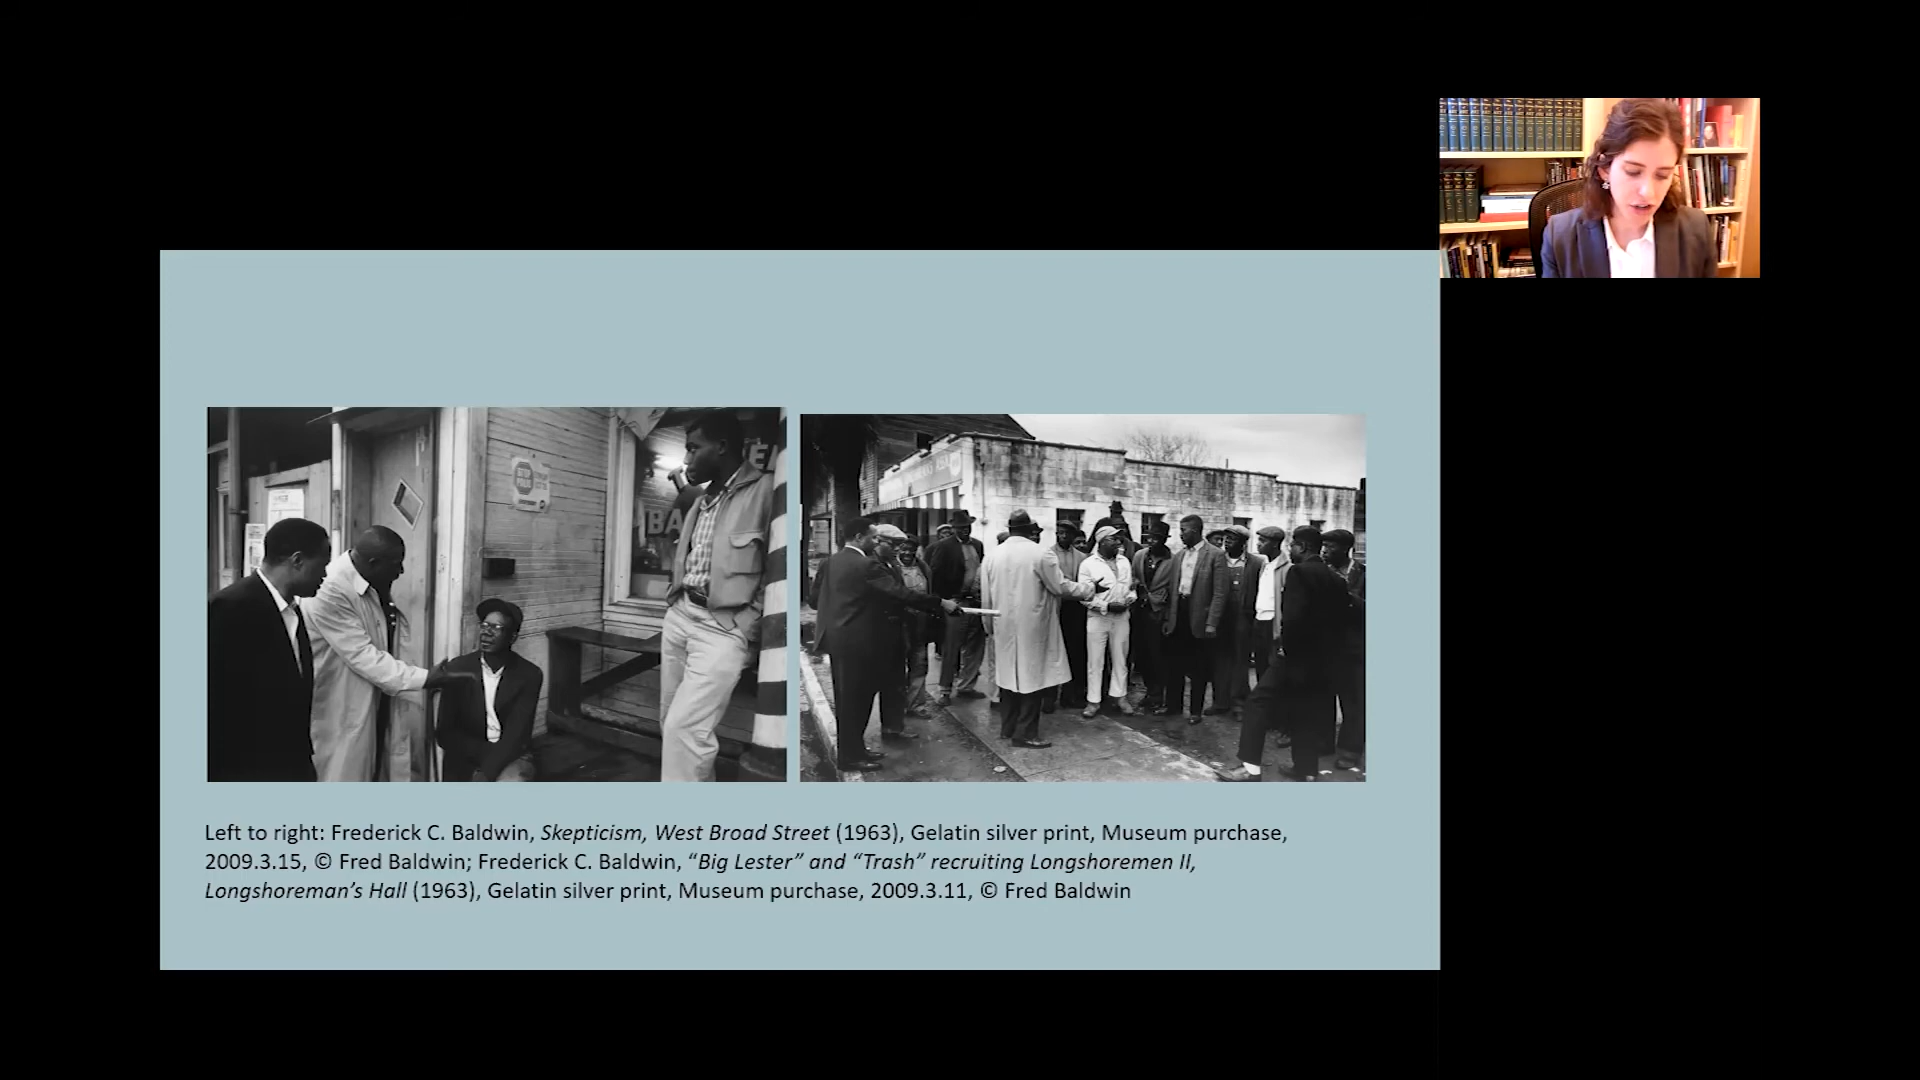 Left to right: Frederick C. Baldwin, Skepticism, West Broad Street (1963), Gelatin silver print, Museum purchase,
2009.3.15, © Fred Baldwin; Frederick C. Baldwin, “Big Lester” and “Trash” recruiting Longshoremen II,
Longshoreman’s Hall (1963), Gelatin silver print, Museum purchase, 2009.3.11, © Fred Baldwin